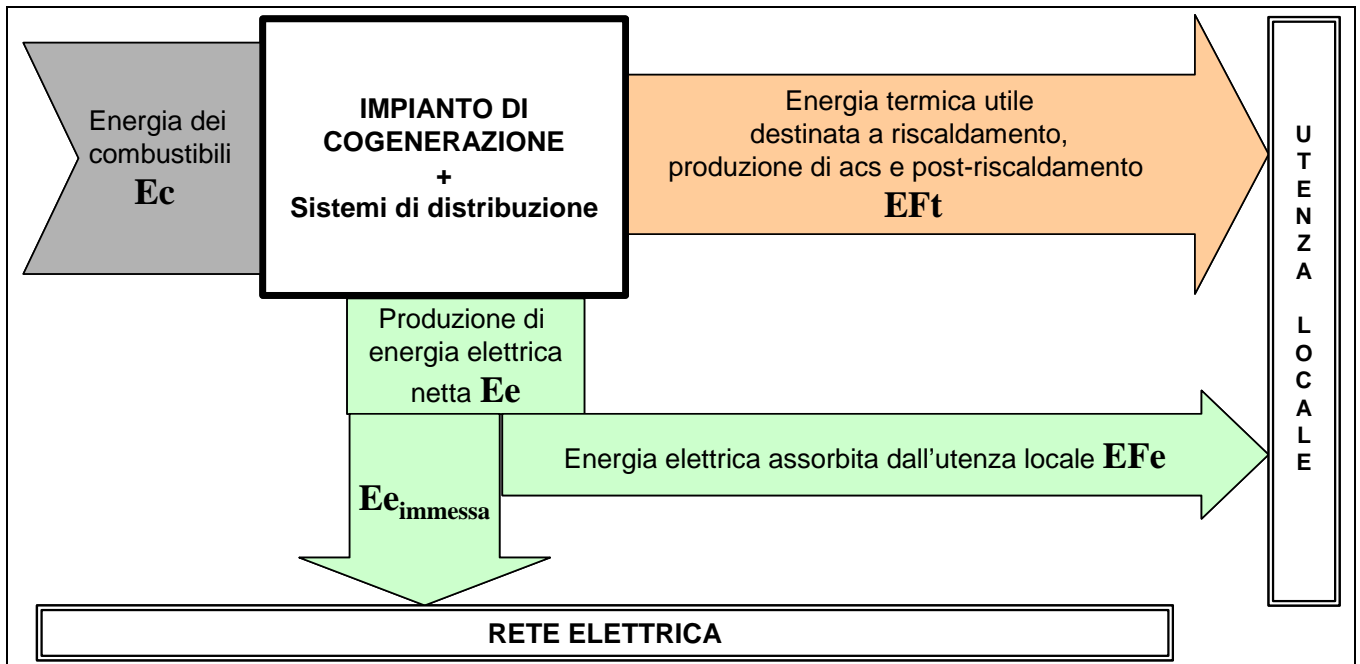 Energia dei
combustibili
Ec
IMPIANTO DI
COGENERAZIONE
+
Sistemi di distribuzione
Energia termica utile
destinata a riscaldamento,
produzione di acs e post-riscaldamento
EFt
UTENZA LOCALE
Produzione di
energia elettrica
netta Ee
Energia elettrica assorbita dall'utenza locale EFe
Ee immessa
RETE ELETTRICA